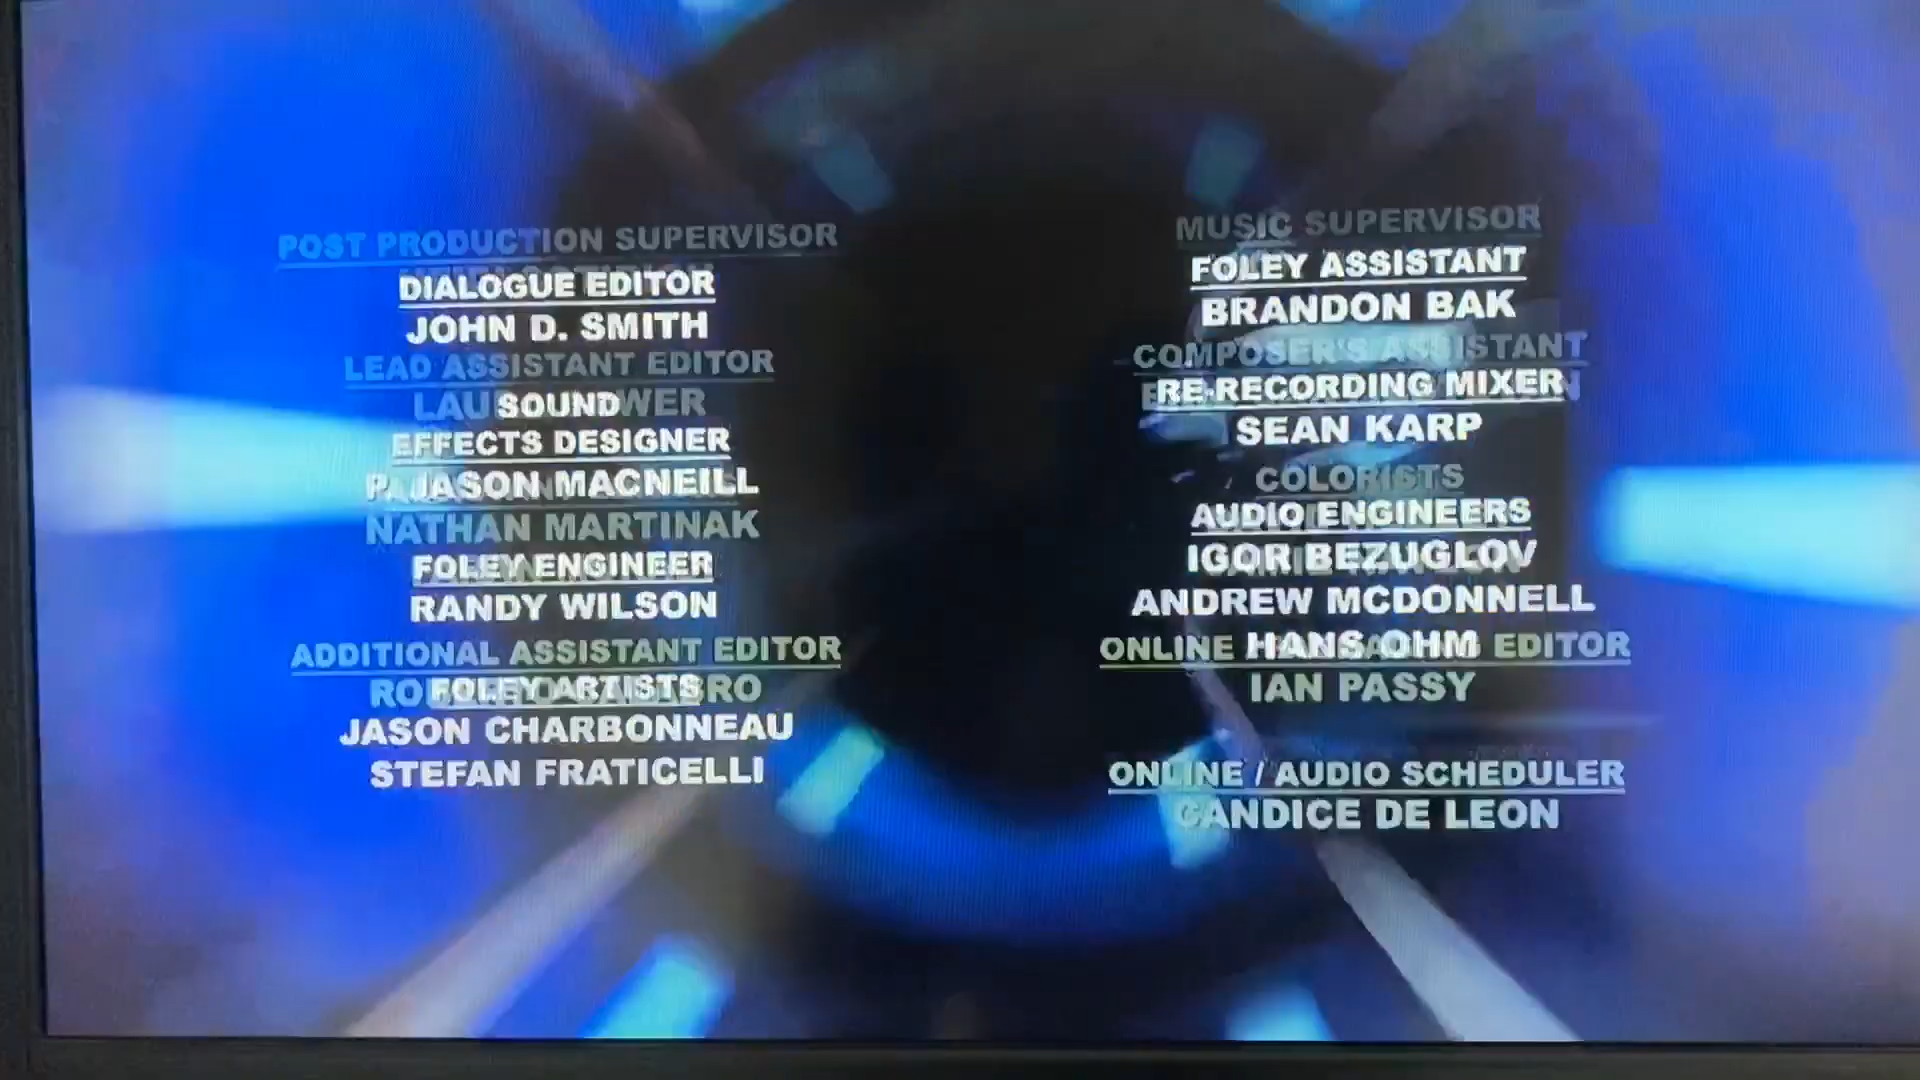 POST PRODUCTION SUPERVISOR
DIALOGUE EDITOR
JOHN D. SMITH
LEAD ASSISTANT EDITOR
SOUND
EFFECTS DESIGNER
JASON MACNEILL
NATHAN MARTINAK
FOLEY ENGINEER
RANDY WILSON
ADDITIONAL ASSISTANT EDITOR
FOLEY ARTISTS
JASON CHARBONNEAU
STEFAN FRATICELLI
MUSIC SUPERVISOR
FOLEY ASSISTANT
BRANDON BAK
COMPOSER'S ASSISTANT
RE-RECORDING MIXER
SEAN KARP
COLORISTS
AUDIO ENGINEERS
IGOR BEZUGLOV
ANDREW MCDONNELL
HANS OHM
ONLINE EDITOR
IAN PASSY
ONLINE / AUDIO SCHEDULER
CANDICE DE LEON